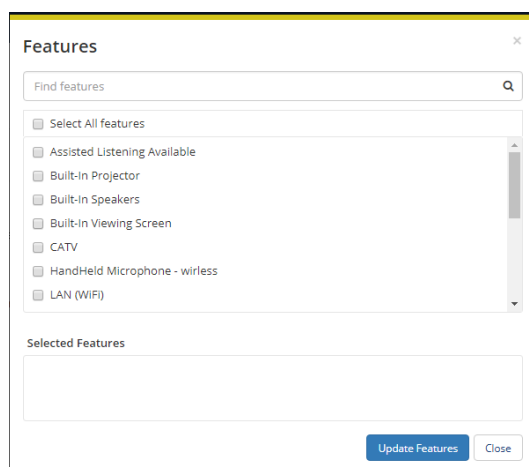 Features
×
Find features
Select All features
Assisted Listening Available
Built-In Projector
Built-In Speakers
Built-In Viewing Screen
CATV
HandHeld Microphone - wirless
LAN (WiFi)
Selected Features
Update Features
Close